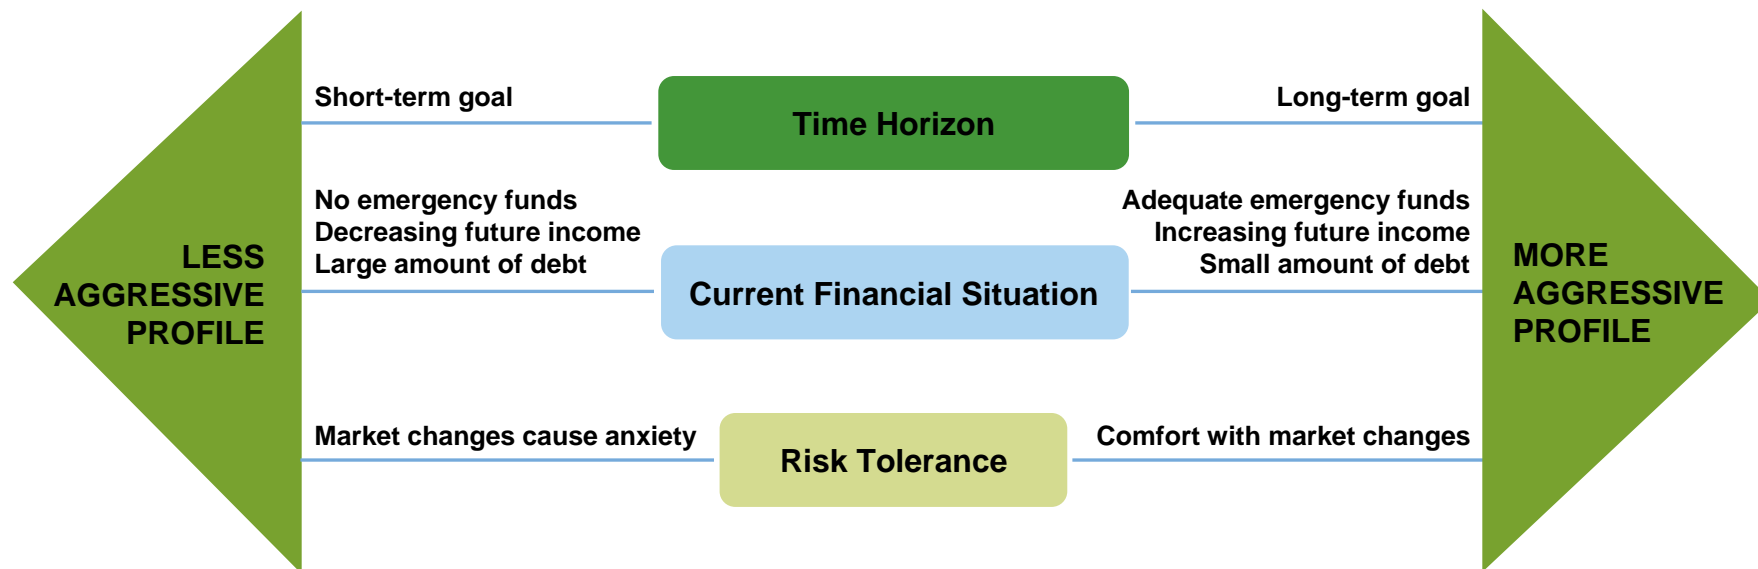 Short-term goal
Time Horizon
Long-term goal
No emergency funds
Decreasing future income
Large amount of debt
Current Financial Situation
Adequate emergency funds
Increasing future income
Small amount of debt
LESS
AGGRESSIVE
PROFILE
MORE
AGGRESSIVE
PROFILE
Market changes cause anxiety
Risk Tolerance
Comfort with market changes